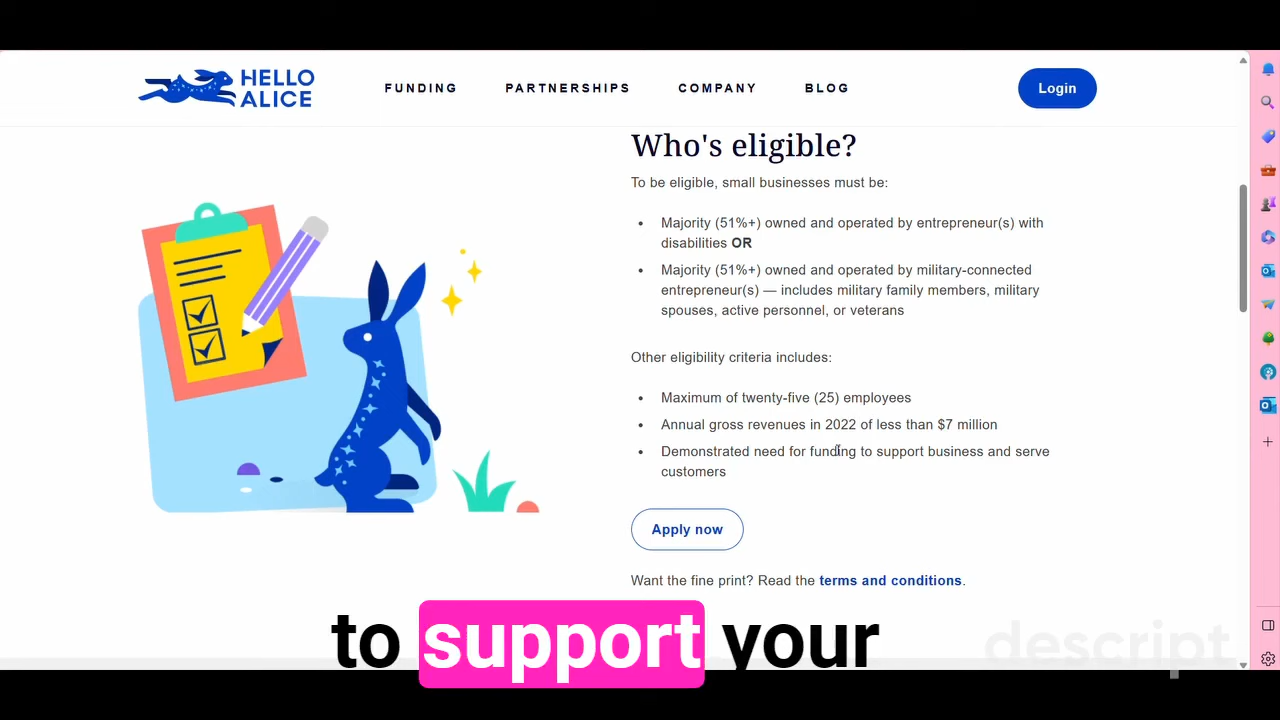 HELLO
ALICE
FUNDING
PARTNERSHIPS
COMPANY
BLOG
Login
Who's eligible?
To be eligible, small businesses must be:
• Majority (51%+) owned and operated by entrepreneur(s) with
disabilities OR
• Majority (51%+) owned and operated by military-connected
entrepreneur(s) — includes military family members, military
spouses, active personnel, or veterans
Other eligibility criteria includes:
• Maximum of twenty-five (25) employees
• Annual gross revenues in 2022 of less than $7 million
• Demonstrated need for funding to support business and serve
customers
Apply now
Want the fine print? Read the terms and conditions.
to support your
descript